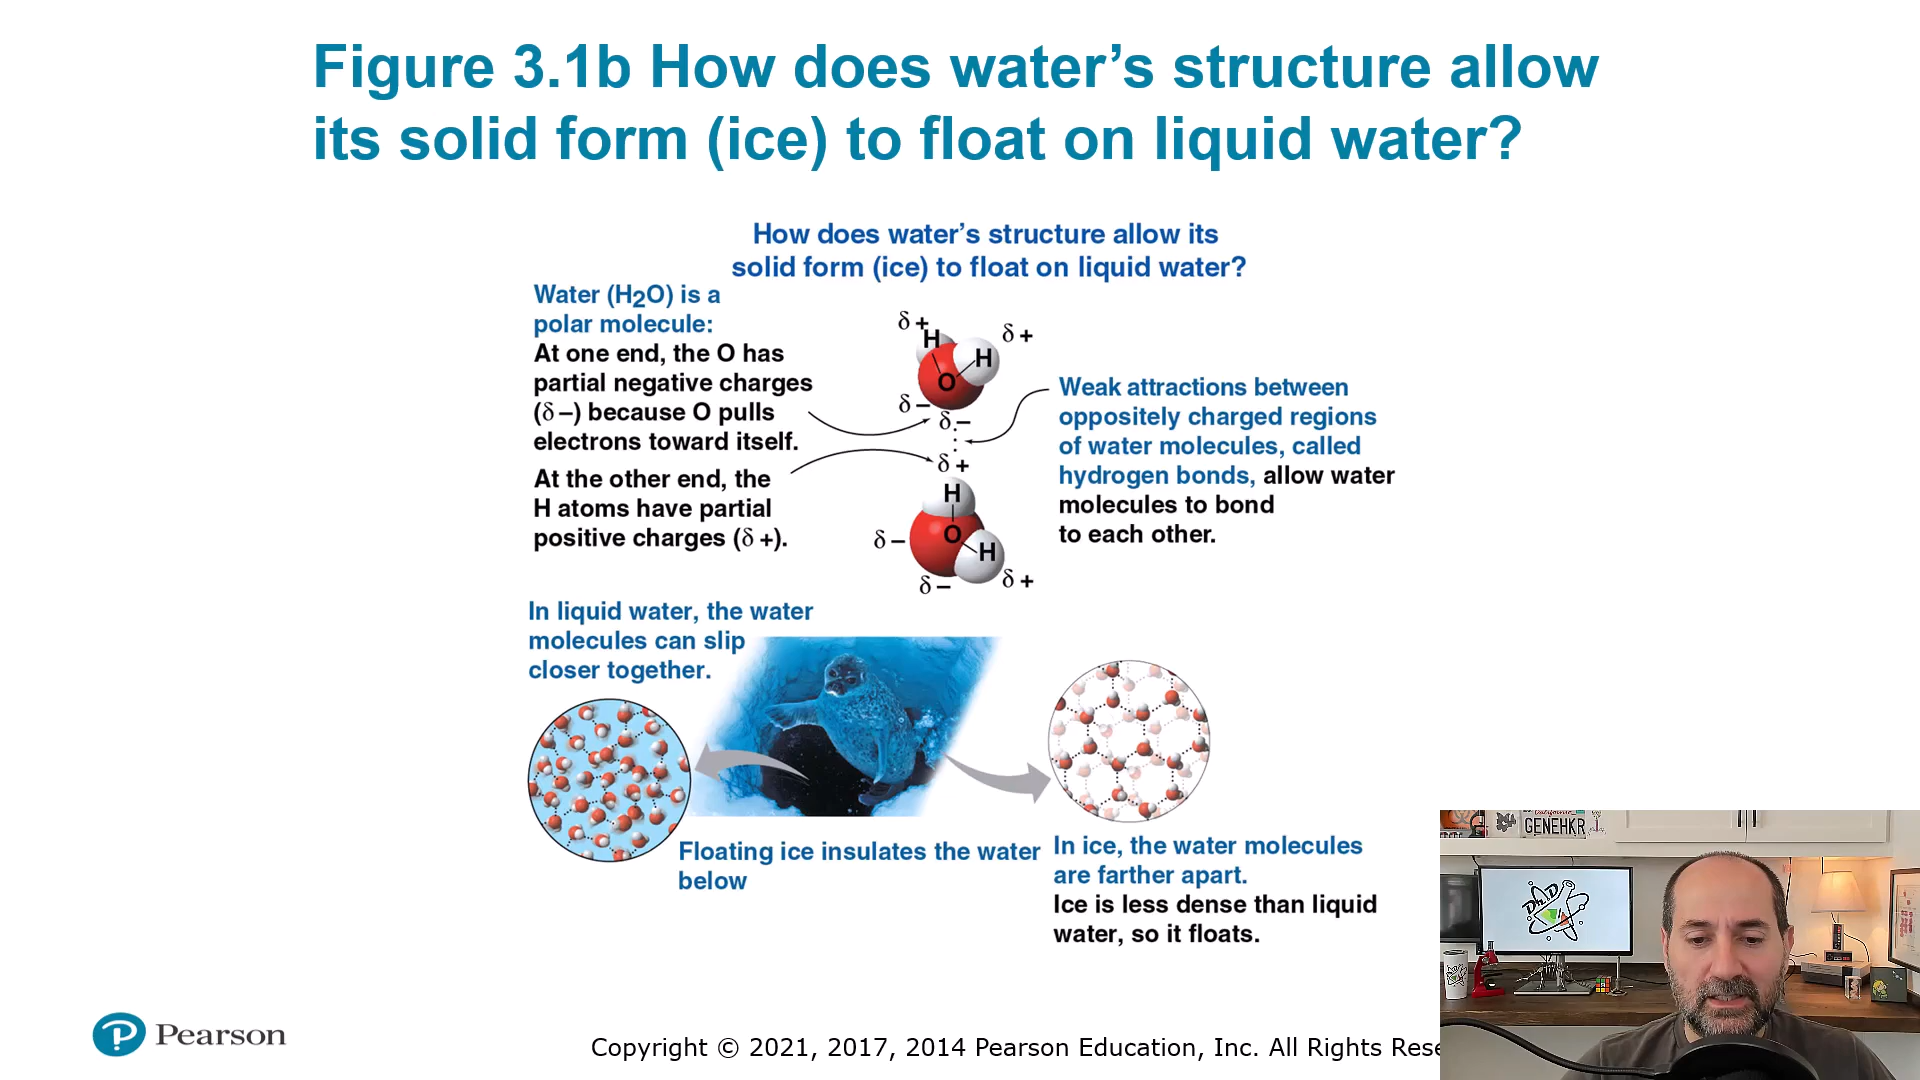 Figure 3.1b How does water’s structure allow
its solid form (ice) to float on liquid water?
How does water’s structure allow its
solid form (ice) to float on liquid water?
Water (H2O) is a
polar molecule:
At one end, the O has
partial negative charges
(δ–) because O pulls
electrons toward itself.
At the other end, the
H atoms have partial
positive charges (δ+).
δ+
H
δ+
H
O
δ–
δ–
δ+
H
O
δ–
H
δ–
δ+
Weak attractions between
oppositely charged regions
of water molecules, called
hydrogen bonds, allow water
molecules to bond
to each other.
In liquid water, the water
molecules can slip
closer together.
Floating ice insulates the water
below
In ice, the water molecules
are farther apart.
Ice is less dense than liquid
water, so it floats.
GENEHKR
PhD
Pearson
Copyright © 2021, 2017, 2014 Pearson Education, Inc. All Rights Rese